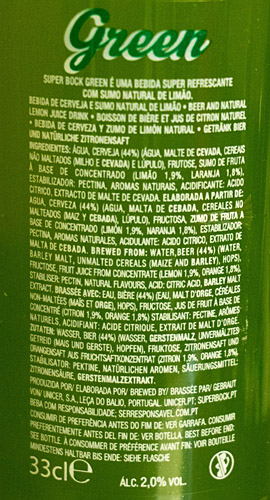 Green
SUPER BOCK GREEN É UMA BEBIDA SUPER REFRESCANTE
COM SUMO NATURAL DE LIMÃO.
BEBIDA DE CERVEJA E SUMO NATURAL DE LIMÃO • BEER AND NATURAL
LEMON JUICE DRINK • BOISSON DE BIÈRE ET JUS DE CITRON NATUREL
• BEBIDA DE CERVEZA Y ZUMO DE LIMÓN NATURAL • GETRÄNK BIER
UND NATÜRLICHE ZITRONENSAFT
INGREDIENTES: ÁGUA, CERVEJA (44%) (ÁGUA, MALTE DE CEVADA, CEREAIS
NÃO MALTADOS (MILHO E CEVADA) E LÚPULO), FRUTOSE, SUMO DE FRUTA
À BASE DE CONCENTRADO (LIMÃO 1,9%, LARANJA 1,8%),
ESTABILIZADOR: PECTINA, AROMAS NATURAIS, ACIDIFICANTE: ACIDO
CITRICO, EXTRATO DE MALTE DE CEVADA. ELABORADA A PARTIR DE:
AGUA, CERVEZA (44%) (AGUA, MALTA DE CEBADA, CEREALES NO
MALTEADOS (MAIZ Y CEBADA), LÚPULO), FRUCTOSA, ZUMO DE FRUTA A
BASE DE CONCENTRADO (LIMÓN 1,9%, NARANJA 1,8%), ESTABILIZADOR:
PECTINA, AROMAS NATURALES, ACIDULANTE: ACIDO CITRICO, EXTRATO DE
MALTA DE CEBADA. BREWED FROM: WATER, BEER (44%) (WATER,
BARLEY MALT, UNMALTED CEREALS (MAIZE AND BARLEY), HOPS),
FRUCTOSE, FRUIT JUICE FROM CONCENTRATE (LEMON 1.9%, ORANGE 1.8%),
STABILISER: PECTIN, NATURAL FLAVOURS, ACID: CITRIC ACID, BARLEY MALT
EXTRACT. BRASSÉE AVEC: EAU, BIÈRE (44%) (EAU, MALT D'ORGE, CÉRÉALES
NON-MALTÉES (MAÏS ET ORGE), HOPS), FRUCTOSE, JUS DE FRUIT À BASE DE
CONCENTRÉ (CITRON 1,9%, ORANGE 1,8%) STABILISANT: PECTINE, ARÔMES
NATURELS, ACIDIFIANT: ACIDE CITRIQUE, EXTRAIT DE MALT D'ORGE.
ZUTATEN: WASSER, BIER (44%) (WASSER, GERSTENMALZ, UNVERMÄLZTES
GETREID (MAIS UND GERSTE), HOPFEN), FRUKTOSE, ZITRONENSAFT UND
ORANGENSAFT AUS FRUCHTSAFTKONZENTRAT (ZITRON 1,9%, ORANGE 1,8%),
STABILISATOR: PEKTINE, NATÜRLICHEN AROMEN, SÄUERUNGSMITTEL:
ZITRONENSÄURE, GERSTENMALZEXTRAKT.
PRODUZIDA POR/ ELABORADA POR/ BREWED BY/ BRASSÉE PAR/ GEBRAUT
VON/ UNICER, S.A., LEÇA DO BALIO, PORTUGAL. UNICER.PT; SUPERBOCK.PT
BEBA COM RESPONSABILIDADE; SERRESPONSAVEL.COM.PT
CONSUMIR DE PREFERÊNCIA ANTES DO FIM DE: VER GARRAFA. CONSUMIR
PREFERENTEMENTE ANTES DEL FIN DE: VER BOTELLA. BEST BEFORE END:
SEE BOTTLE. À CONSOMMER DE PRÉFÉRENCE AVANT FIN: VOIR BOUTEILLE
MINDESTENS HALTBAR BIS ENDE: SIEHE FLASCHE
33cl e ÁLC. 2,0% VOL.